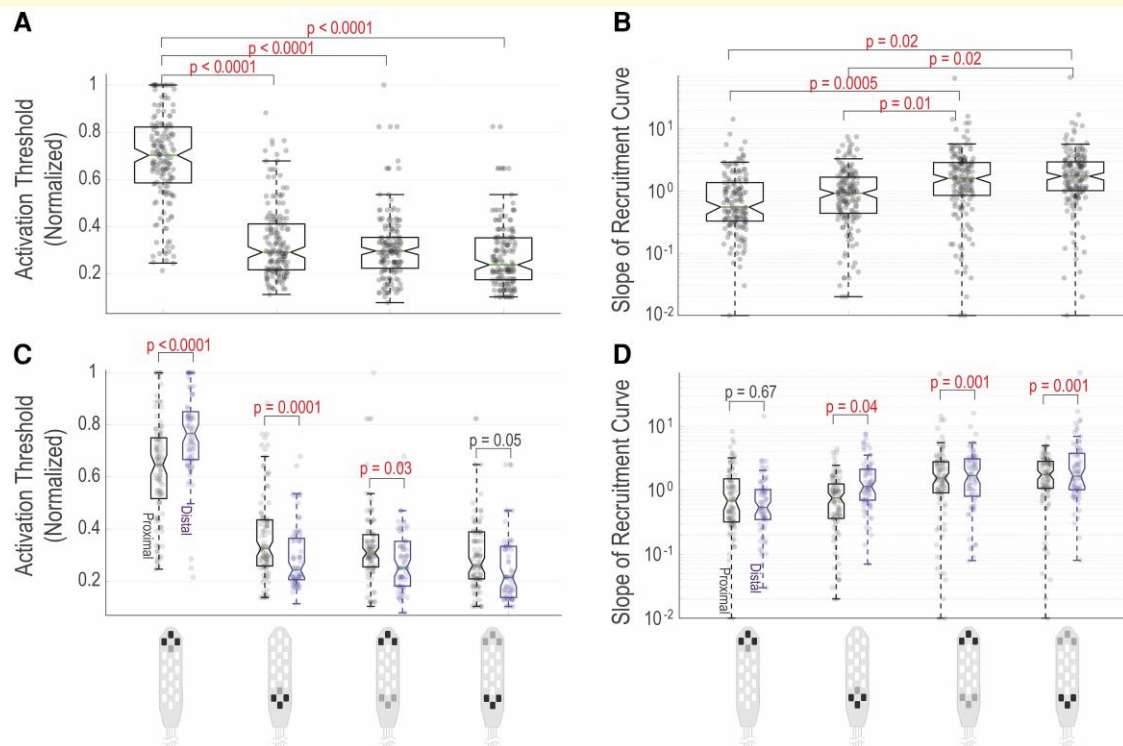 A
p < 0.0001
p < 0.0001
p < 0.0001
Activation Threshold
(Normalized)
1
0.8
0.6
0.4
0.2
B
p = 0.02
p = 0.02
p = 0.0005
p = 0.01
Slope of Recruitment Curve
10^1
10^0
10^-1
10^-2
C
p < 0.0001
p = 0.0001
p = 0.03
p = 0.05
Activation Threshold
(Normalized)
1
0.8
0.6
0.4
0.2
Proximal
Distal
D
p = 0.67
p = 0.04
p = 0.001
p = 0.001
Slope of Recruitment Curve
10^1
10^0
10^-1
10^-2
Proximal
Distal